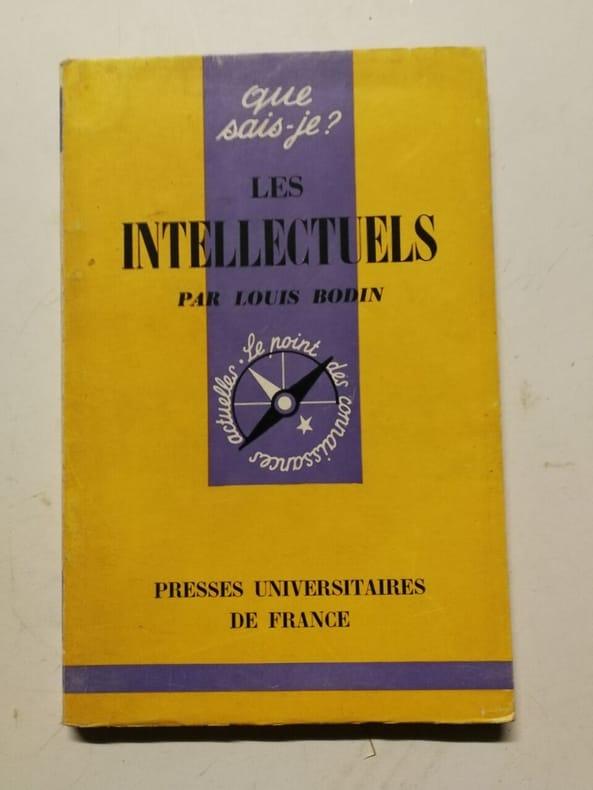 que
sais-je?
LES
INTELLECTUELS
PAR LOUIS BODIN
Le point des connaissances actuelles.
PRESSES UNIVERSITAIRES
DE FRANCE